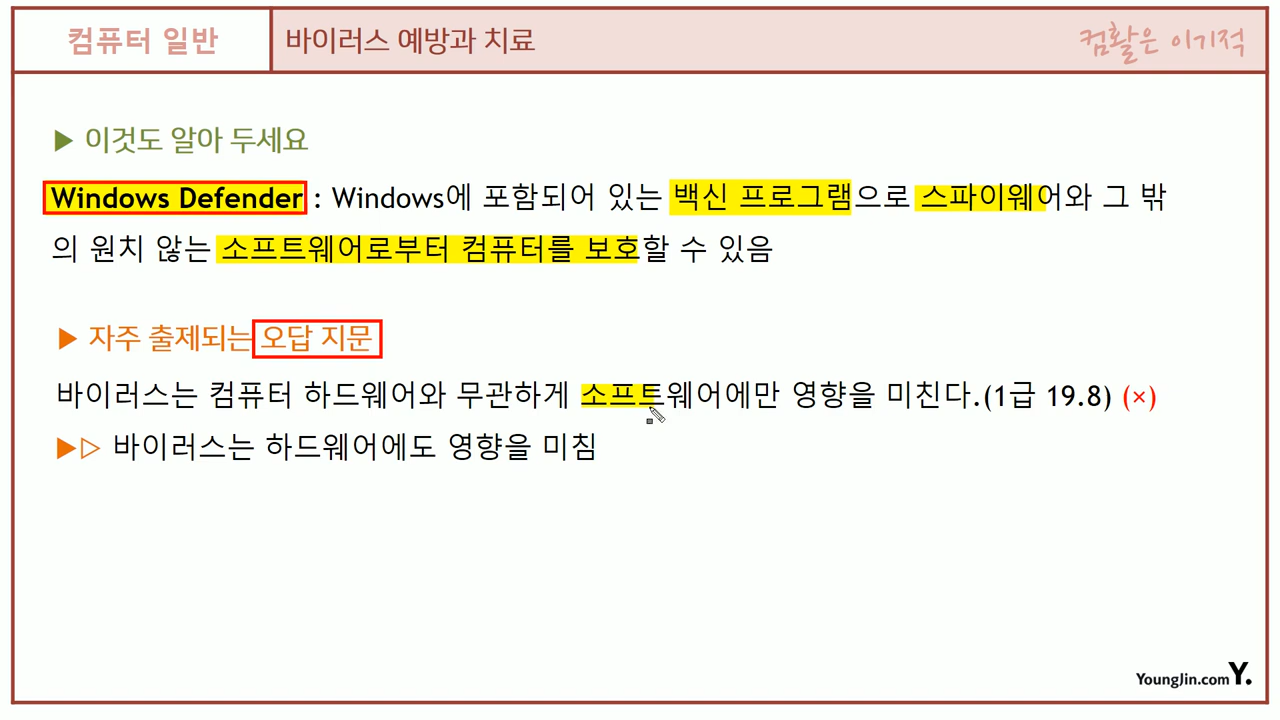 컴퓨터 일반
바이러스 예방과 치료
컴활은 이기적
▶ 이것도 알아 두세요
Windows Defender : Windows에 포함되어 있는 백신 프로그램으로 스파이웨어와 그 밖
의 원치 않는 소프트웨어로부터 컴퓨터를 보호할 수 있음
▶ 자주 출제되는 오답 지문
바이러스는 컴퓨터 하드웨어와 무관하게 소프트웨어에만 영향을 미친다.(1급 19.8) (×)
▶▷ 바이러스는 하드웨어에도 영향을 미침
YoungJin.com Y.